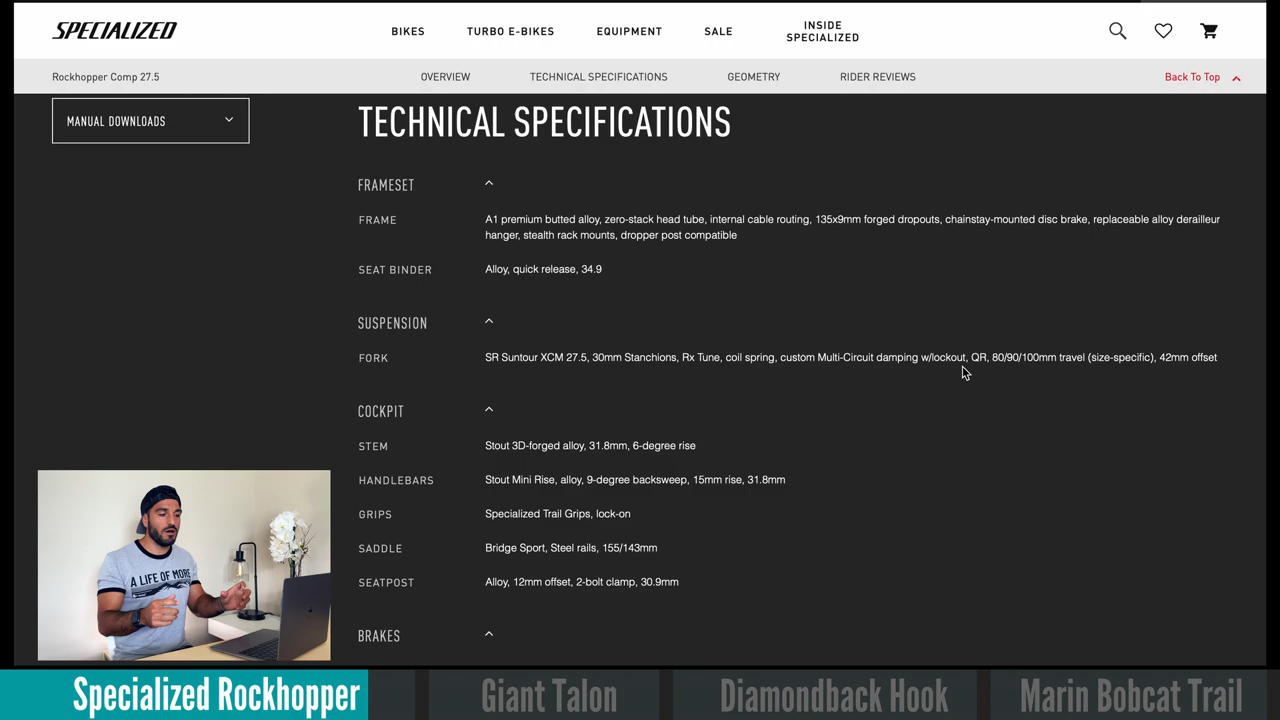 SPECIALIZED
BIKES
TURBO E-BIKES
EQUIPMENT
SALE
INSIDE
SPECIALIZED
Rockhopper Comp 27.5
OVERVIEW
TECHNICAL SPECIFICATIONS
GEOMETRY
RIDER REVIEWS
Back To Top
MANUAL DOWNLOADS
TECHNICAL SPECIFICATIONS
FRAMESET
FRAME
A1 premium butted alloy, zero-stack head tube, internal cable routing, 135x9mm forged dropouts, chainstay-mounted disc brake, replaceable alloy derailleur
hanger, stealth rack mounts, dropper post compatible
SEAT BINDER
Alloy, quick release, 34.9
SUSPENSION
FORK
SR Suntour XCM 27.5, 30mm Stanchions, Rx Tune, coil spring, custom Multi-Circuit damping w/lockout, QR, 80/90/100mm travel (size-specific), 42mm offset
COCKPIT
STEM
Stout 3D-forged alloy, 31.8mm, 6-degree rise
HANDLEBARS
Stout Mini Rise, alloy, 9-degree backsweep, 15mm rise, 31.8mm
GRIPS
Specialized Trail Grips, lock-on
SADDLE
Bridge Sport, Steel rails, 155/143mm
SEATPOST
Alloy, 12mm offset, 2-bolt clamp, 30.9mm
BRAKES
A LIFE OF MORE
Specialized Rockhopper
Giant Talon
Diamondback Hook
Marin Bobcat Trail